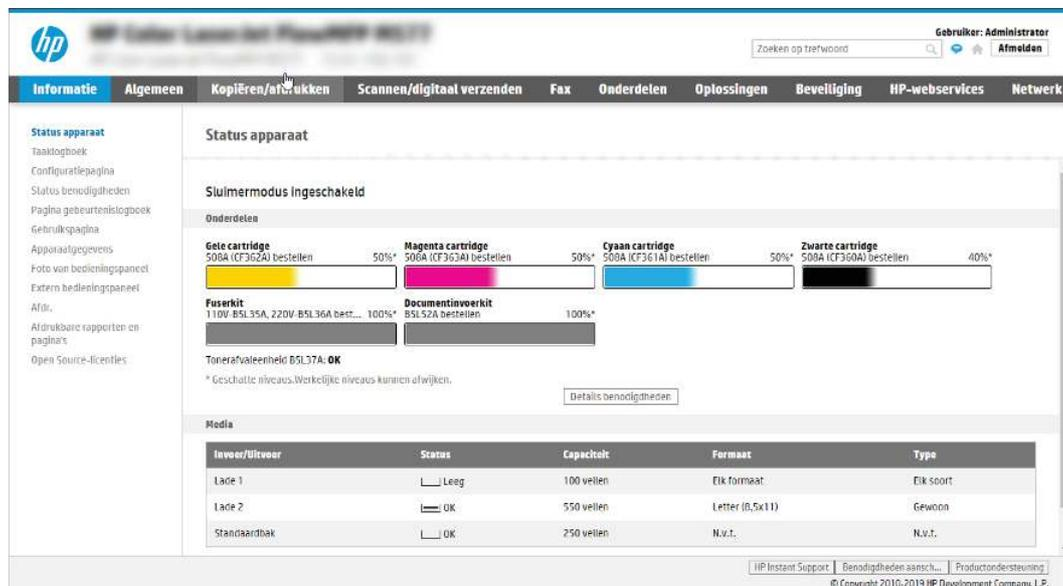 hp
HP Color LaserJet FlowMFP M577
Gebruiker: Administrator
Zoeken op trefwoord
Afmelden
Informatie Algemeen Kopiëren/afdrukken Scannen/digitaal verzenden Fax Onderdelen Oplossingen Beveiliging HP-webservices Netwerk
Status apparaat
Taaklogboek
Configuratiepagina
Status benodigdheden
Pagina gebeurtenislogboek
Gebruikspagina
Apparaatgegevens
Foto van bedieningspaneel
Extern bedieningspaneel
Afdr.
Afdrukbare rapporten en
pagina's
Open Source-licenties
Status apparaat
Sluimermodus ingeschakeld
Onderdelen
Gele cartridge Magenta cartridge Cyaan cartridge Zwarte cartridge
508A (CF362A) bestellen 50%* 508A (CF363A) bestellen 50%* 508A (CF361A) bestellen 50%* 508A (CF360A) bestellen 40%*
Fuserkit Documentinvoerkit
110V-B5L35A, 220V-B5L36A best... 100%* B5L52A bestellen 100%*
Tonerafvaleenheid B5L37A: OK
* Geschatte niveaus.Werkelijke niveaus kunnen afwijken.
Details benodigdheden
Media
Invoer/Uitvoer Status Capaciteit Formaat Type
Lade 1 Leeg 100 vellen Elk formaat Elk soort
Lade 2 OK 550 vellen Letter (8,5x11) Gewoon
Standaardbak OK 250 vellen N.v.t. N.v.t.
HP Instant Support Benodigdheden aansch... Productondersteuning
© Copyright 2010-2019 HP Development Company, L.P.